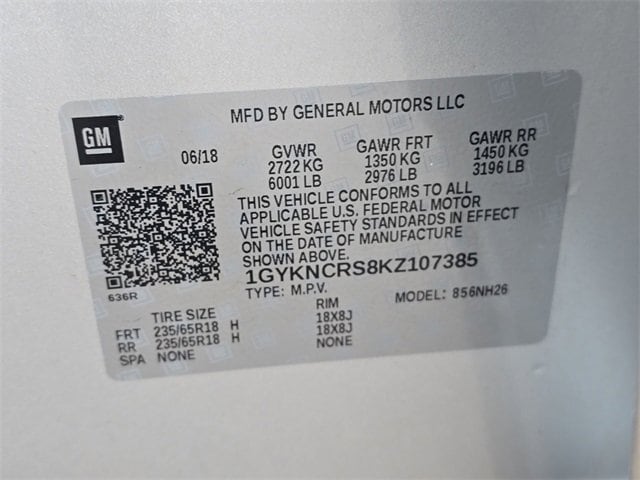 GM
MFD BY GENERAL MOTORS LLC
06/18
GVWR GAWR FRT GAWR RR
2722 KG 1350 KG 1450 KG
6001 LB 2976 LB 3196 LB
THIS VEHICLE CONFORMS TO ALL
APPLICABLE U.S. FEDERAL MOTOR
VEHICLE SAFETY STANDARDS IN EFFECT
ON THE DATE OF MANUFACTURE
SHOWN ABOVE.
1GYKNCRS8KZ107385
636R
TYPE: M.P.V. MODEL: 856NH26
TIRE SIZE RIM
FRT 235/65R18 H 18X8J
RR 235/65R18 H 18X8J
SPA NONE NONE